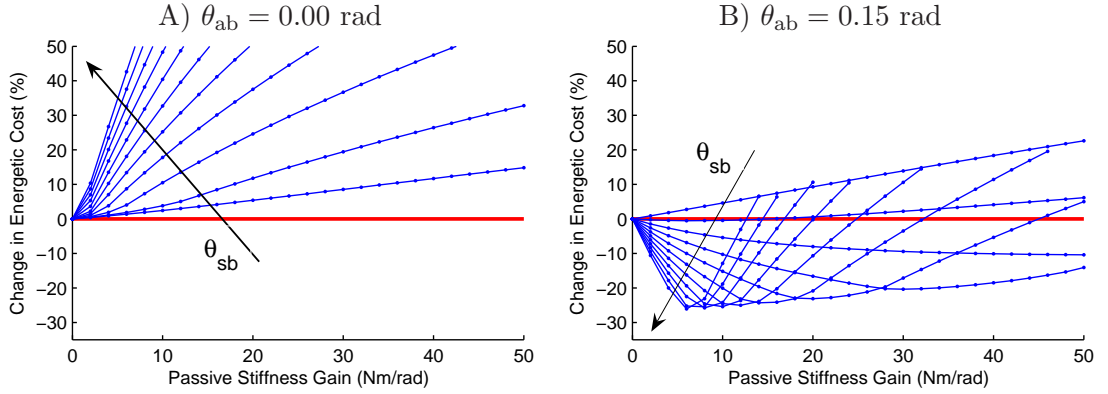 A) θab = 0.00 rad
50
40
30
20
10
0
−10
−20
−30
Change in Energetic Cost (%)
θsb
0 10 20 30 40 50
Passive Stiffness Gain (Nm/rad)
B) θab = 0.15 rad
50
40
30
20
10
0
−10
−20
−30
Change in Energetic Cost (%)
θsb
0 10 20 30 40 50
Passive Stiffness Gain (Nm/rad)